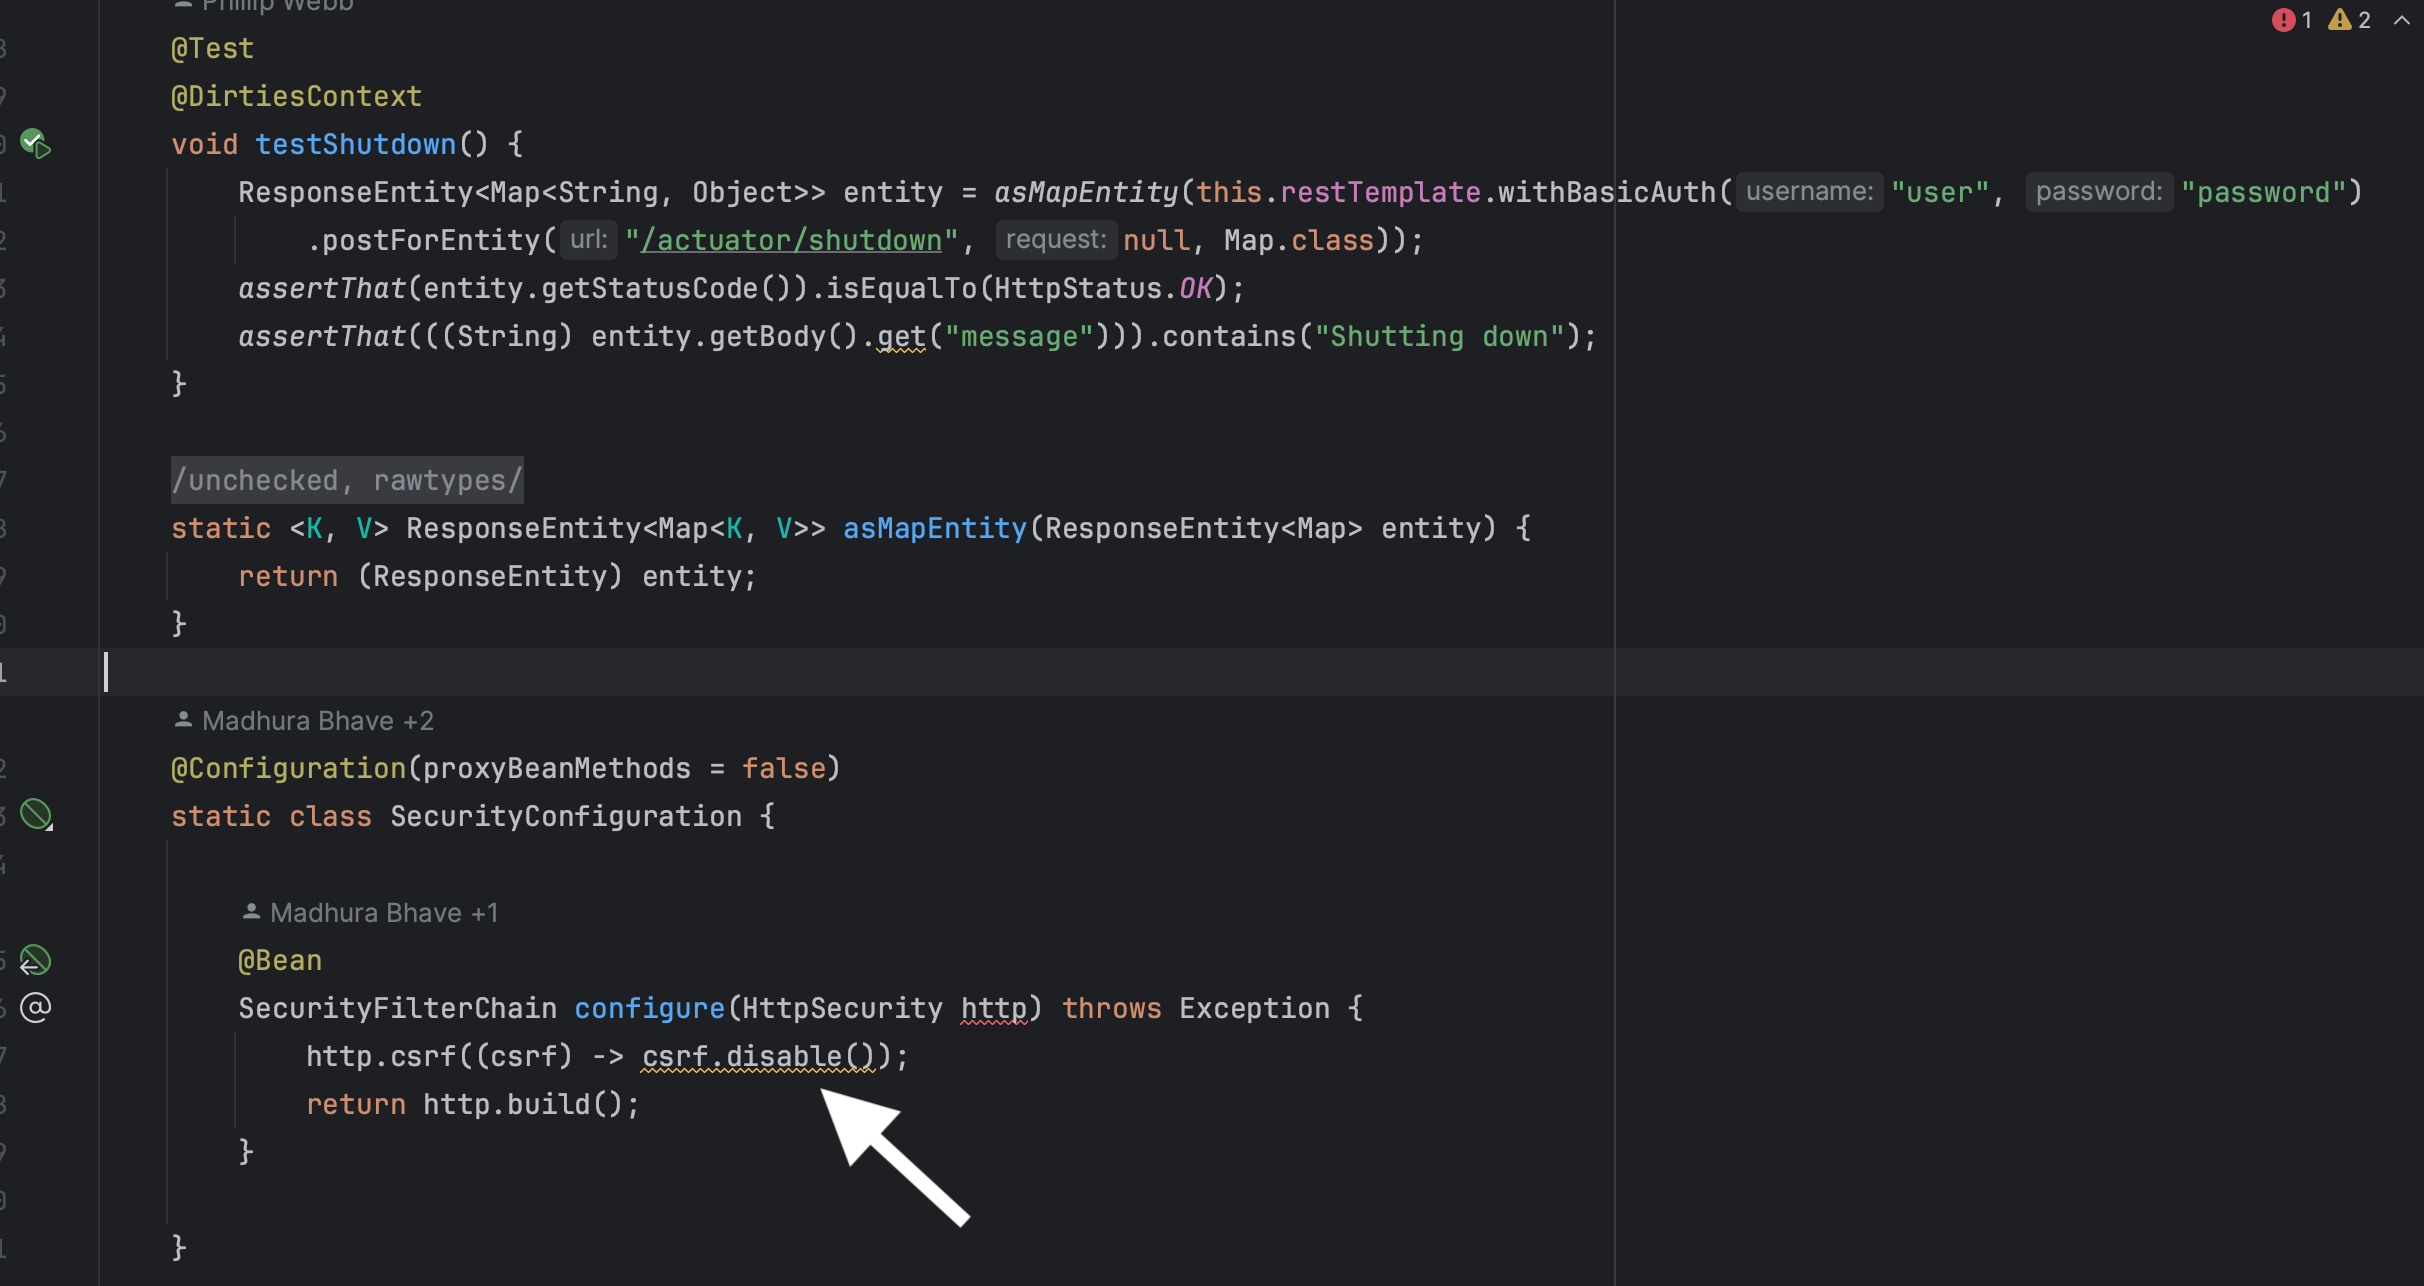 Phillip Webb
1 2
@Test
@DirtiesContext
void testShutdown() {
ResponseEntity<Map<String, Object>> entity = asMapEntity(this.restTemplate.withBasicAuth( username: "user", password: "password")
.postForEntity( url: "/actuator/shutdown", request: null, Map.class));
assertThat(entity.getStatusCode()).isEqualTo(HttpStatus.OK);
assertThat(((String) entity.getBody().get("message"))).contains("Shutting down");
}
/unchecked, rawtypes/
static <K, V> ResponseEntity<Map<K, V>> asMapEntity(ResponseEntity<Map> entity) {
return (ResponseEntity) entity;
}
Madhura Bhave +2
@Configuration(proxyBeanMethods = false)
static class SecurityConfiguration {
Madhura Bhave +1
@Bean
SecurityFilterChain configure(HttpSecurity http) throws Exception {
http.csrf((csrf) -> csrf.disable());
return http.build();
}
}